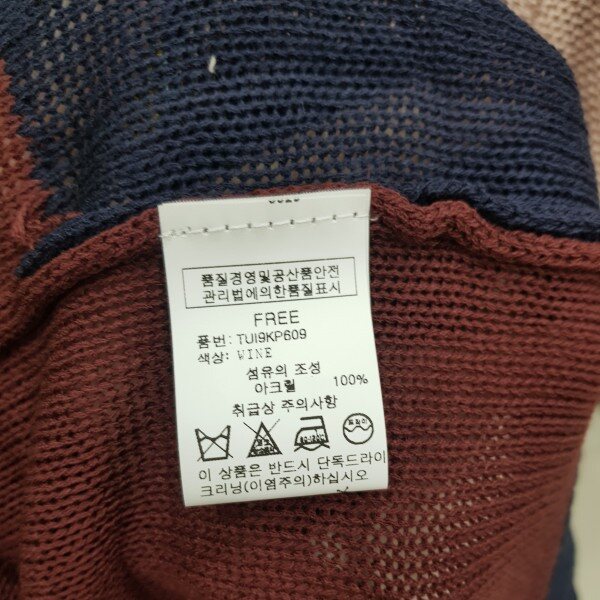 품질경영및공산품안전
관리법에의한품질표시
FREE
품번: TUI9KP609
색상: WINE
섬유의 조성
아크릴 100%
취급상 주의사항
이 상품은 반드시 단독드라이
크리닝(이염주의)하십시오